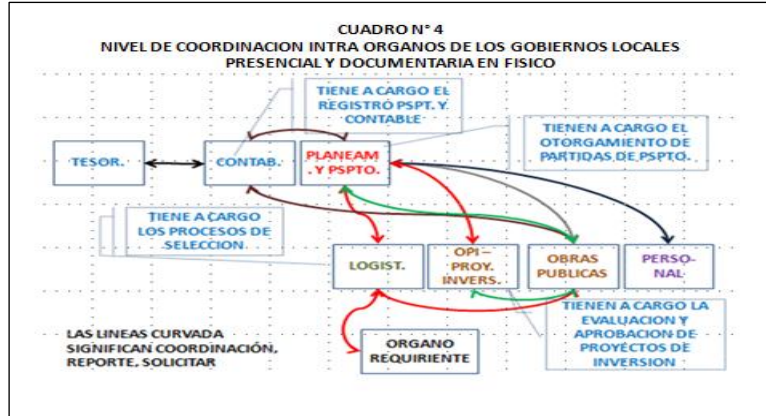 CUADRO N° 4
NIVEL DE COORDINACION INTRA ORGANOS DE LOS GOBIERNOS LOCALES
PRESENCIAL Y DOCUMENTARIA EN FISICO
TIENE A CARGO EL
REGISTRÓ PSPT. Y
CONTABLE
TIENEN A CARGO EL
OTORGAMIENTO DE
PARTIDAS DE PSPTO.
TESOR.
CONTAB.
PLANEAM
. Y PSPTO.
TIENE A CARGO
LOS PROCESOS DE
SELECCION
LOGIST.
OPI –
PROY.
INVERS.
OBRAS
PUBLICAS
PERSO-
NAL
TIENEN A CARGO LA
EVALUACION Y
APROBACION DE
PROYECTOS DE
INVERSION
LAS LINEAS CURVADA
SIGNIFICAN COORDINACIÓN,
REPORTE, SOLICITAR
ORGANO
REQUIRIENTE